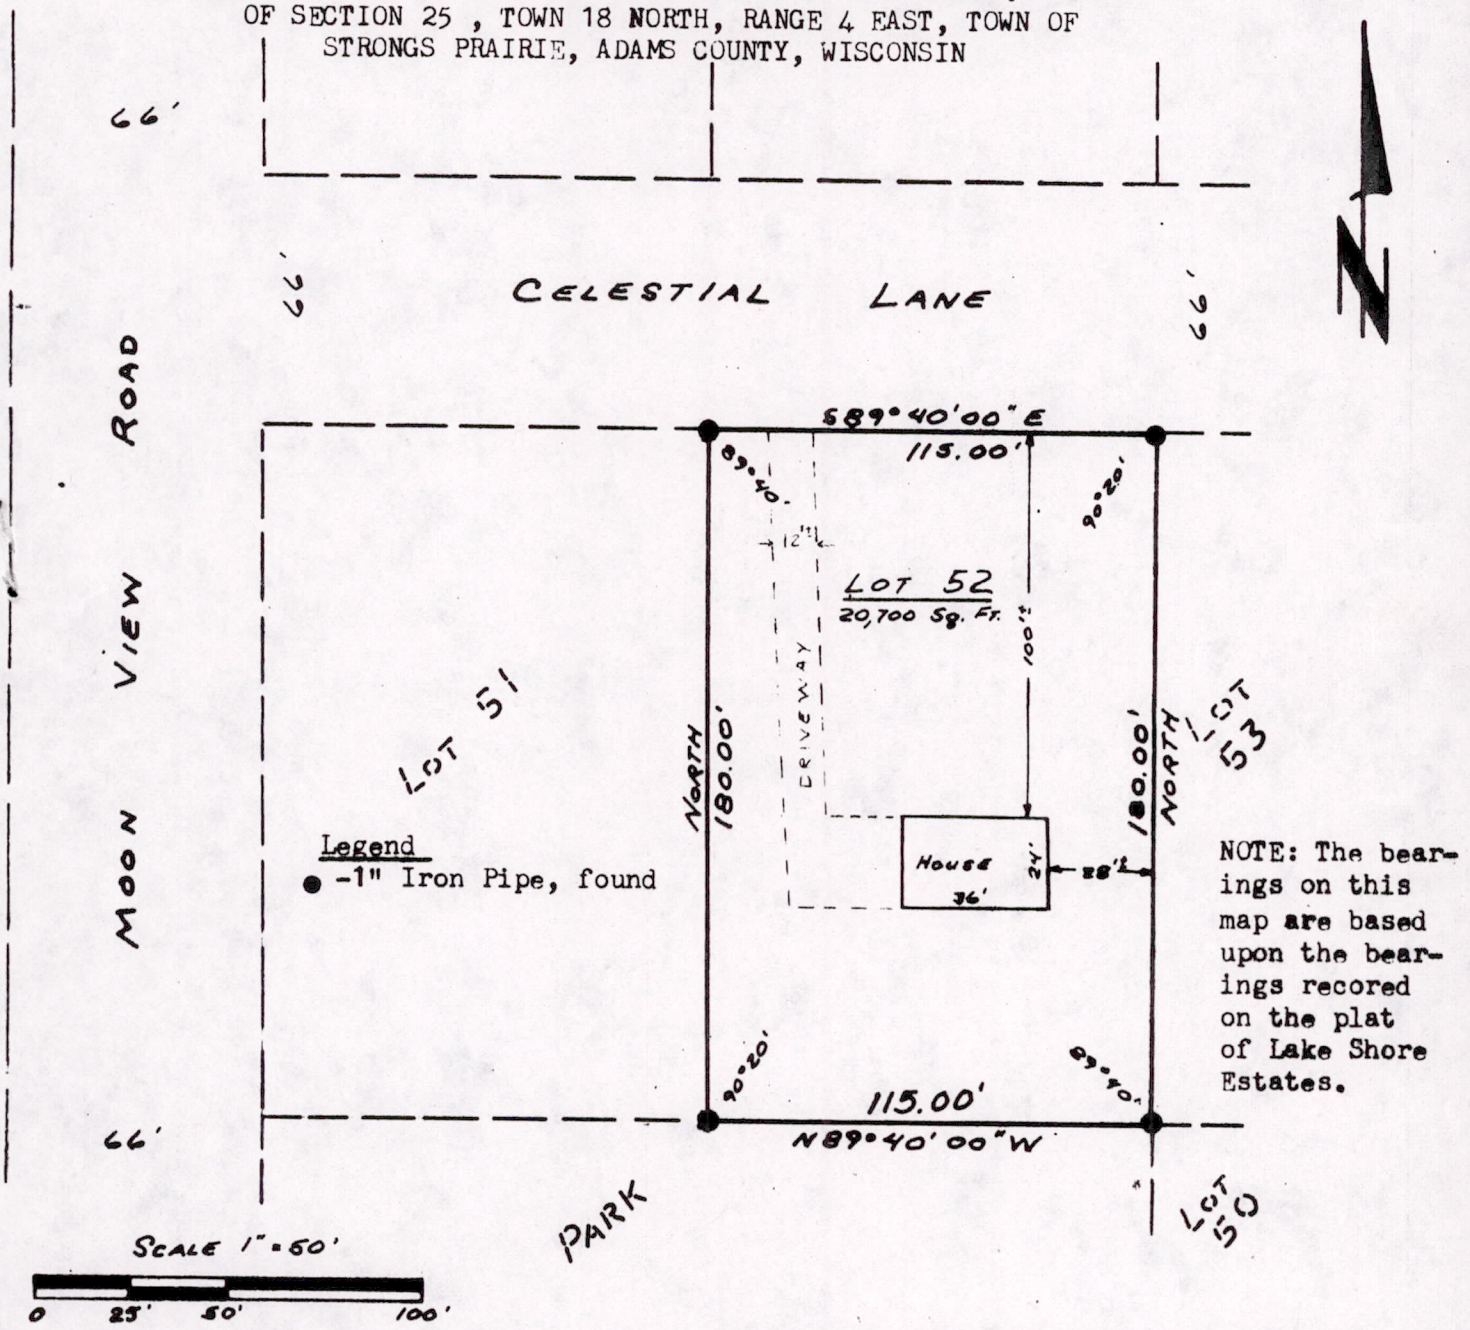 OF SECTION 25 , TOWN 18 NORTH, RANGE 4 EAST, TOWN OF
STRONGS PRAIRIE, ADAMS COUNTY, WISCONSIN
66'
66'
CELESTIAL LANE
66'
N
MOON VIEW ROAD
S89°40'00" E
115.00'
89°40'
90°20'
12'±
LOT 52
20,700 Sq. FT.
100'±
DRIVEWAY
LOT 51
NORTH
180.00'
180.00'
NORTH
LOT
53
Legend
-1" Iron Pipe, found
HOUSE
24'
36'
28'±
NOTE: The bear-
ings on this
map are based
upon the bear-
ings recored
on the plat
of Lake Shore
Estates.
90°20'
89°40'
115.00'
N89°40'00"W
66'
PARK
LOT
50
SCALE 1"=50'
0 25' 50' 100'